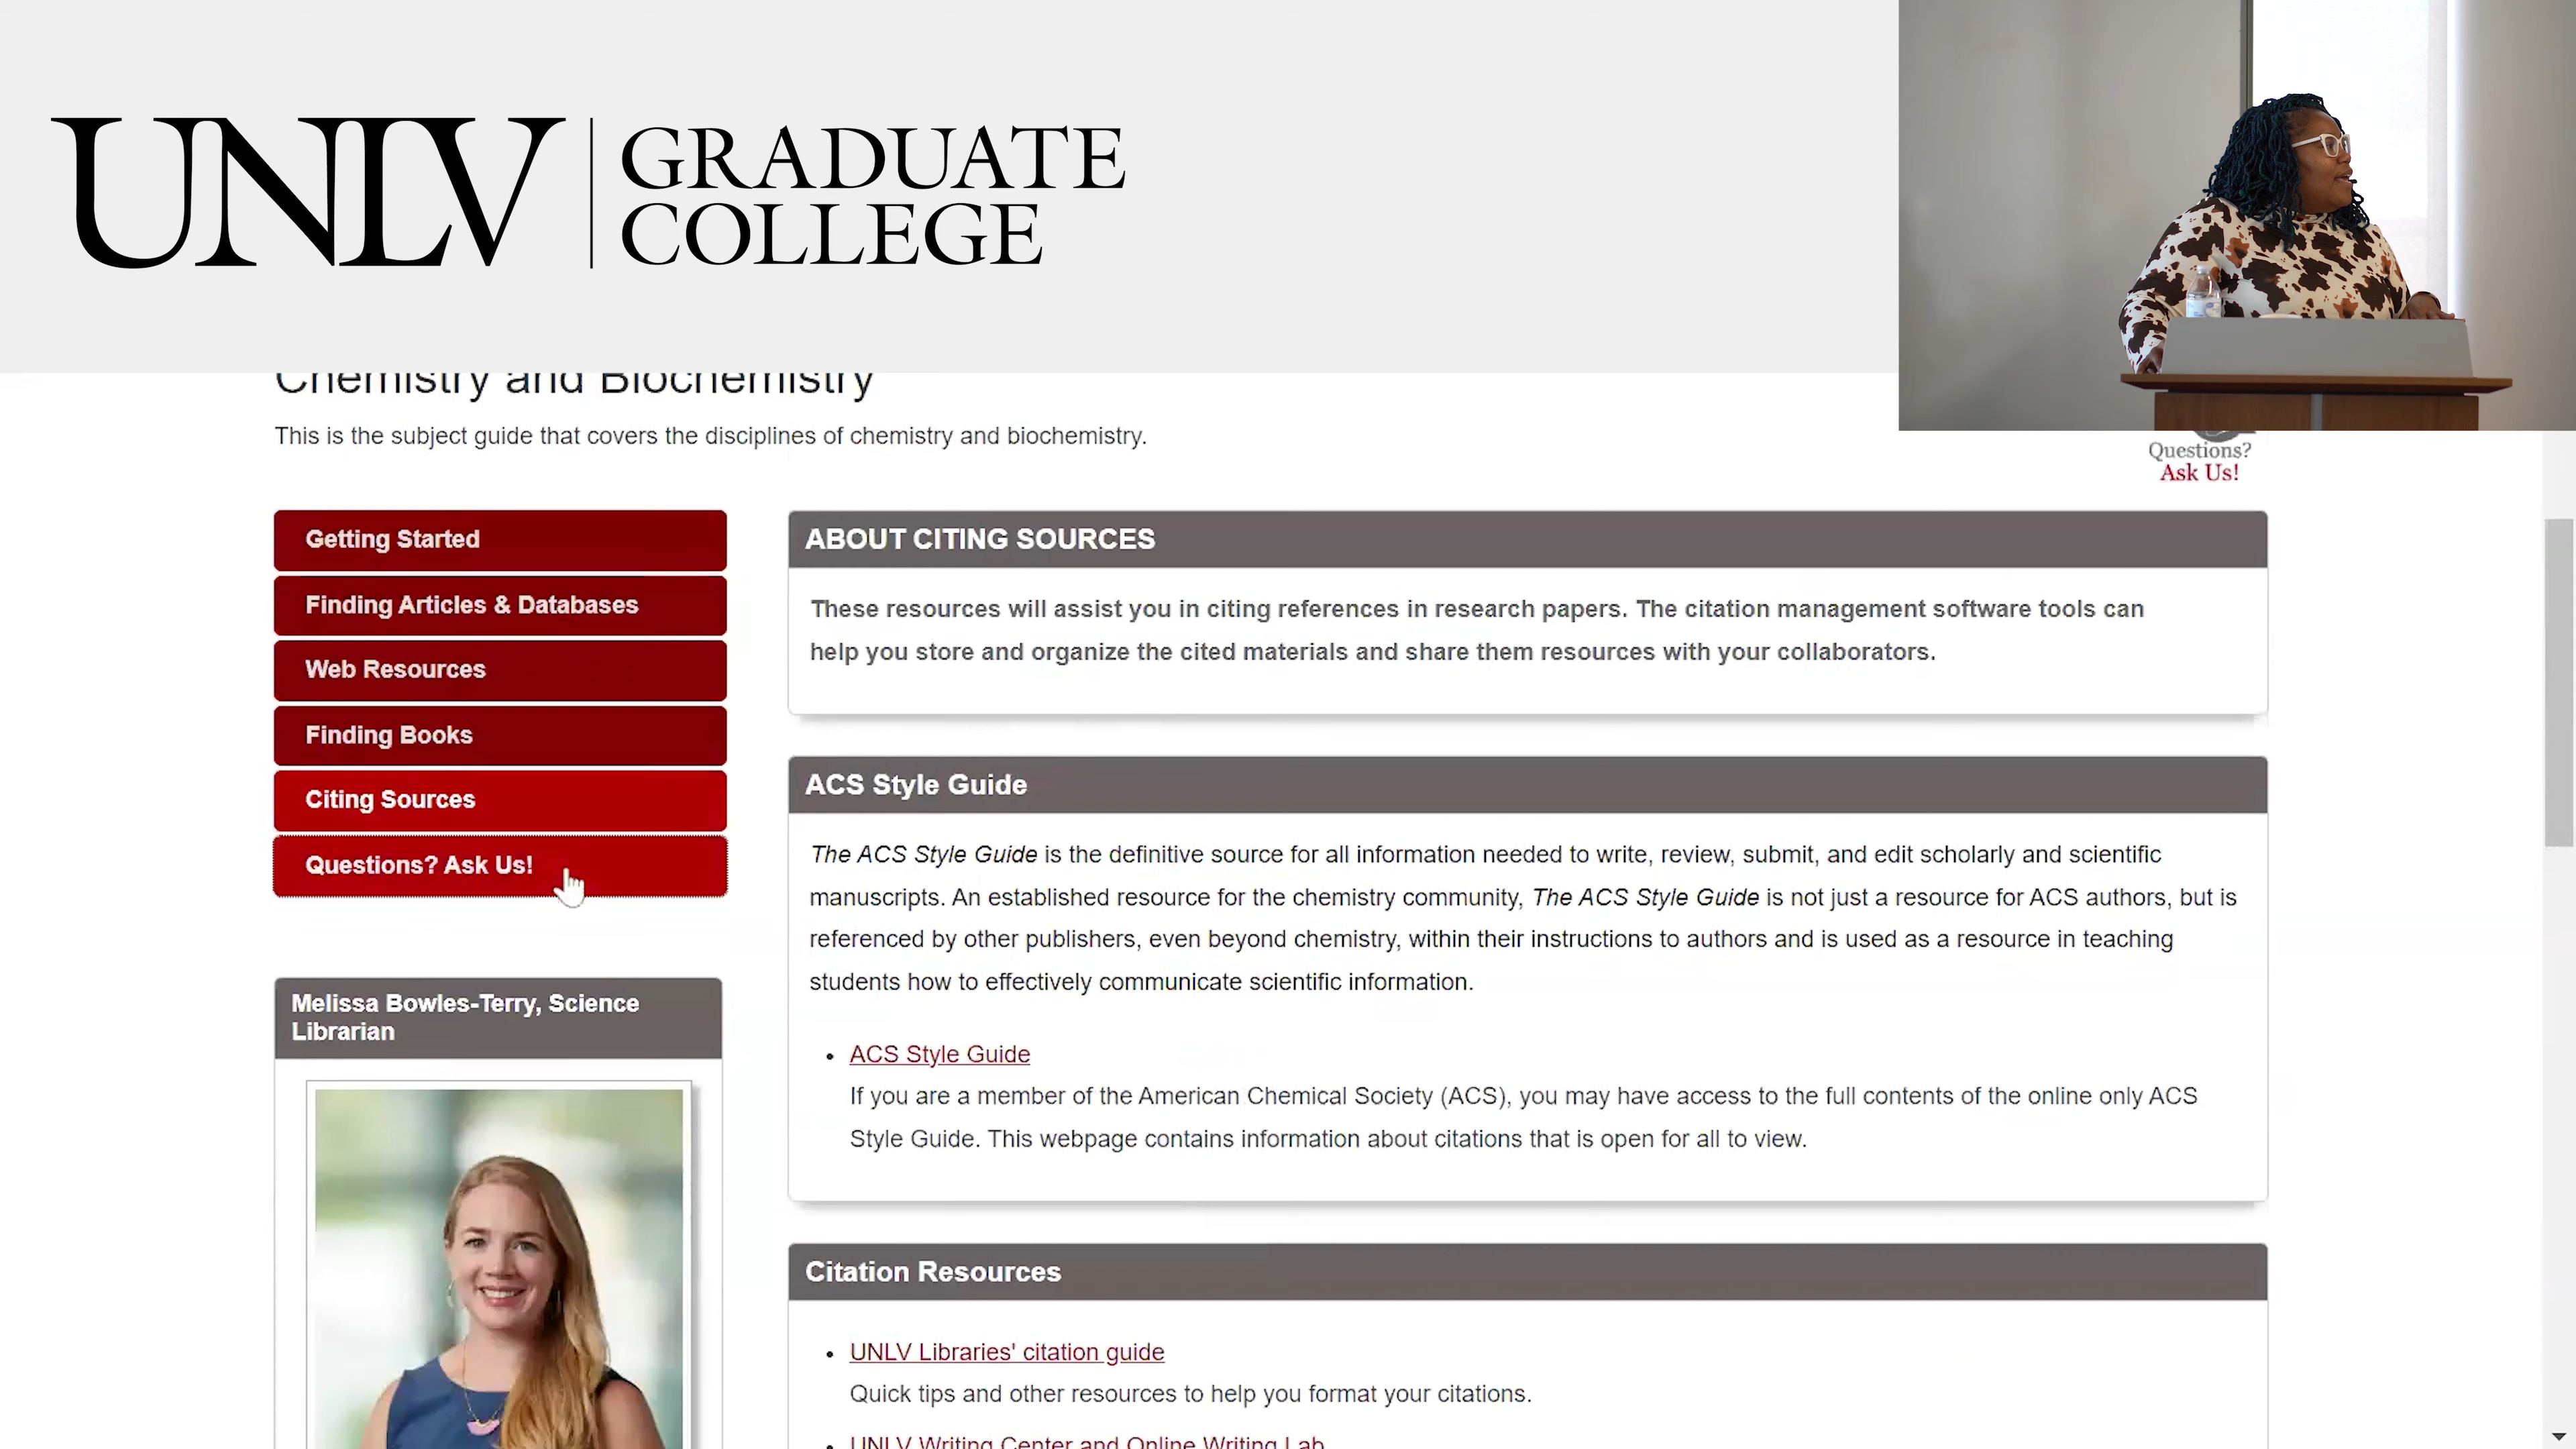 UNLV
GRADUATE
COLLEGE
Chemistry and Biochemistry
This is the subject guide that covers the disciplines of chemistry and biochemistry.
Questions?
Ask Us!
Getting Started
Finding Articles & Databases
Web Resources
Finding Books
Citing Sources
Questions? Ask Us!
Melissa Bowles-Terry, Science
Librarian
ABOUT CITING SOURCES
These resources will assist you in citing references in research papers. The citation management software tools can
help you store and organize the cited materials and share them resources with your collaborators.
ACS Style Guide
The ACS Style Guide is the definitive source for all information needed to write, review, submit, and edit scholarly and scientific
manuscripts. An established resource for the chemistry community, The ACS Style Guide is not just a resource for ACS authors, but is
referenced by other publishers, even beyond chemistry, within their instructions to authors and is used as a resource in teaching
students how to effectively communicate scientific information.
• ACS Style Guide
If you are a member of the American Chemical Society (ACS), you may have access to the full contents of the online only ACS
Style Guide. This webpage contains information about citations that is open for all to view.
Citation Resources
• UNLV Libraries' citation guide
Quick tips and other resources to help you format your citations.
• UNLV Writing Center and Online Writing Lab